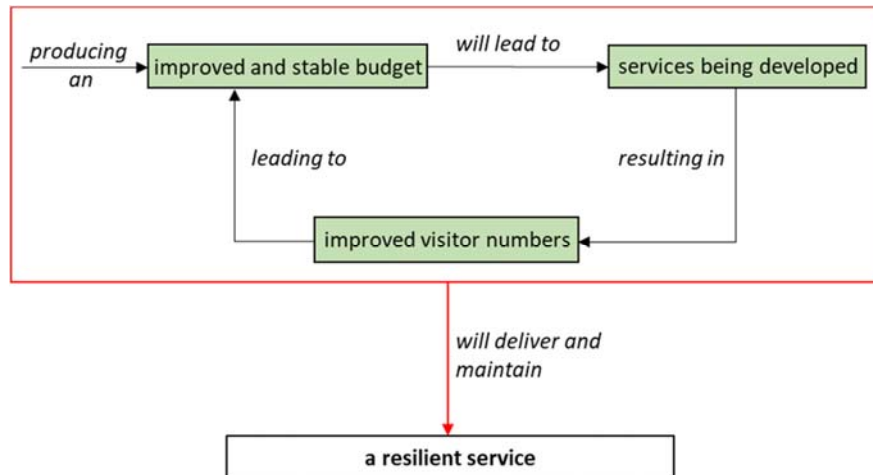 producing
an
improved and stable budget
will lead to
services being developed
leading to
resulting in
improved visitor numbers
will deliver and
maintain
a resilient service